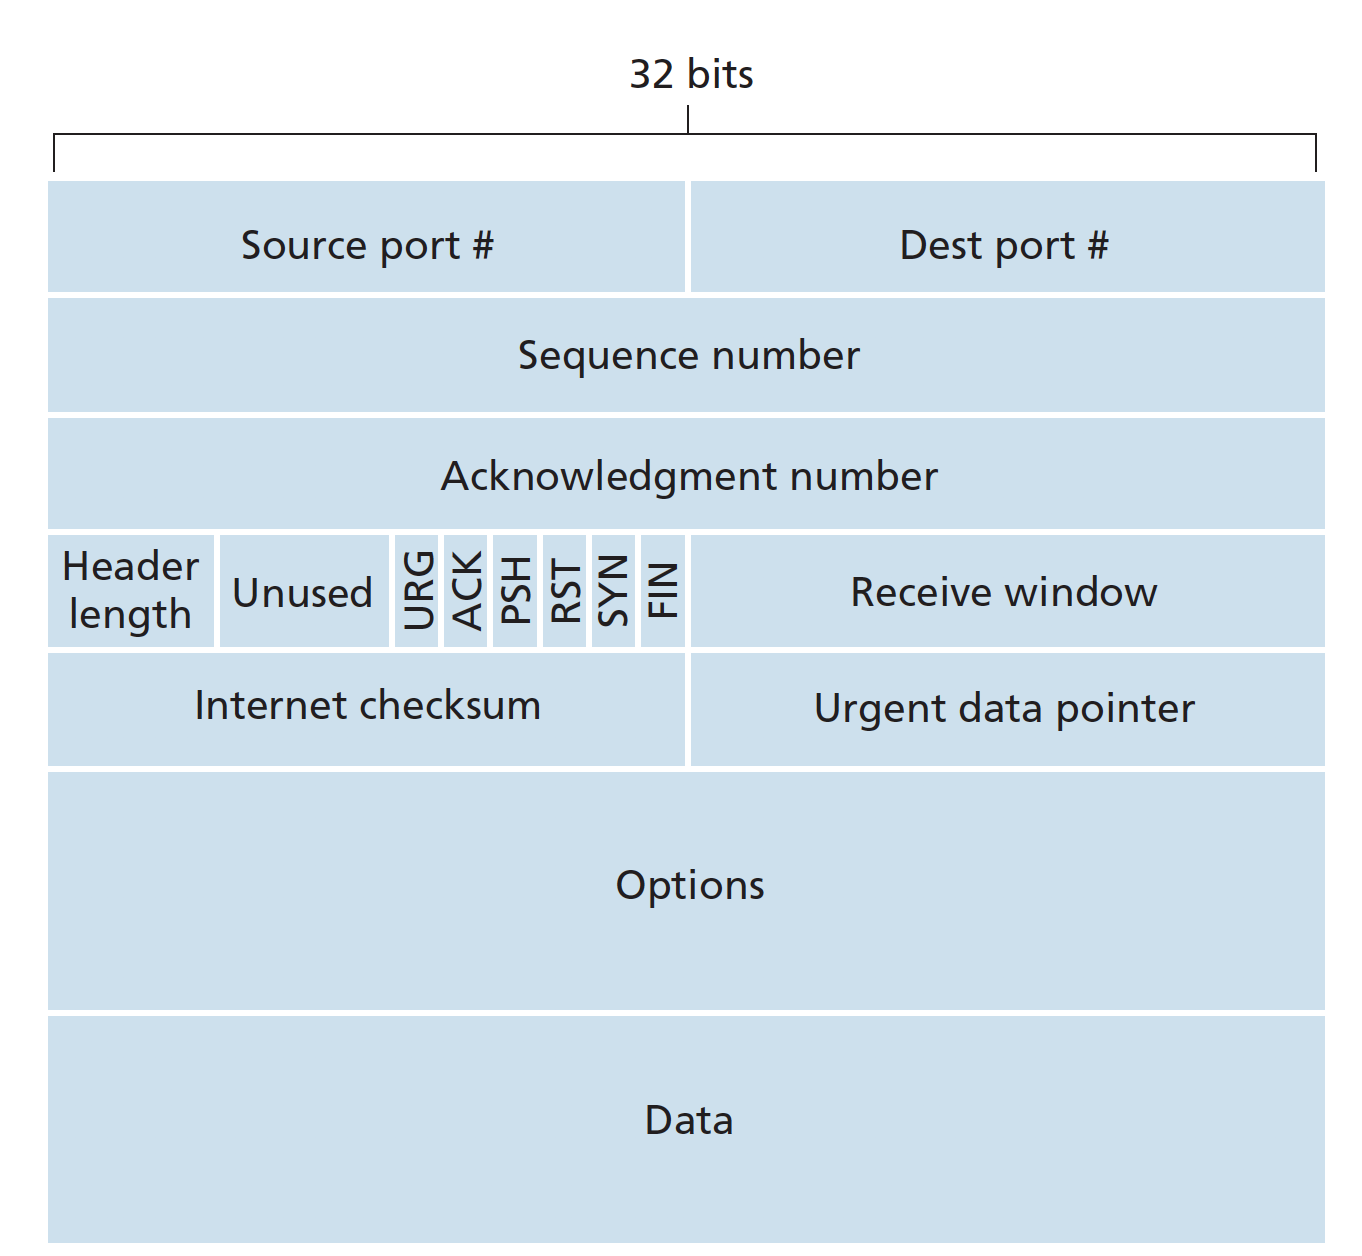 32 bits
Source port #
Dest port #
Sequence number
Acknowledgment number
Header
length
Unused
URG
ACK
PSH
RST
SYN
FIN
Receive window
Internet checksum
Urgent data pointer
Options
Data